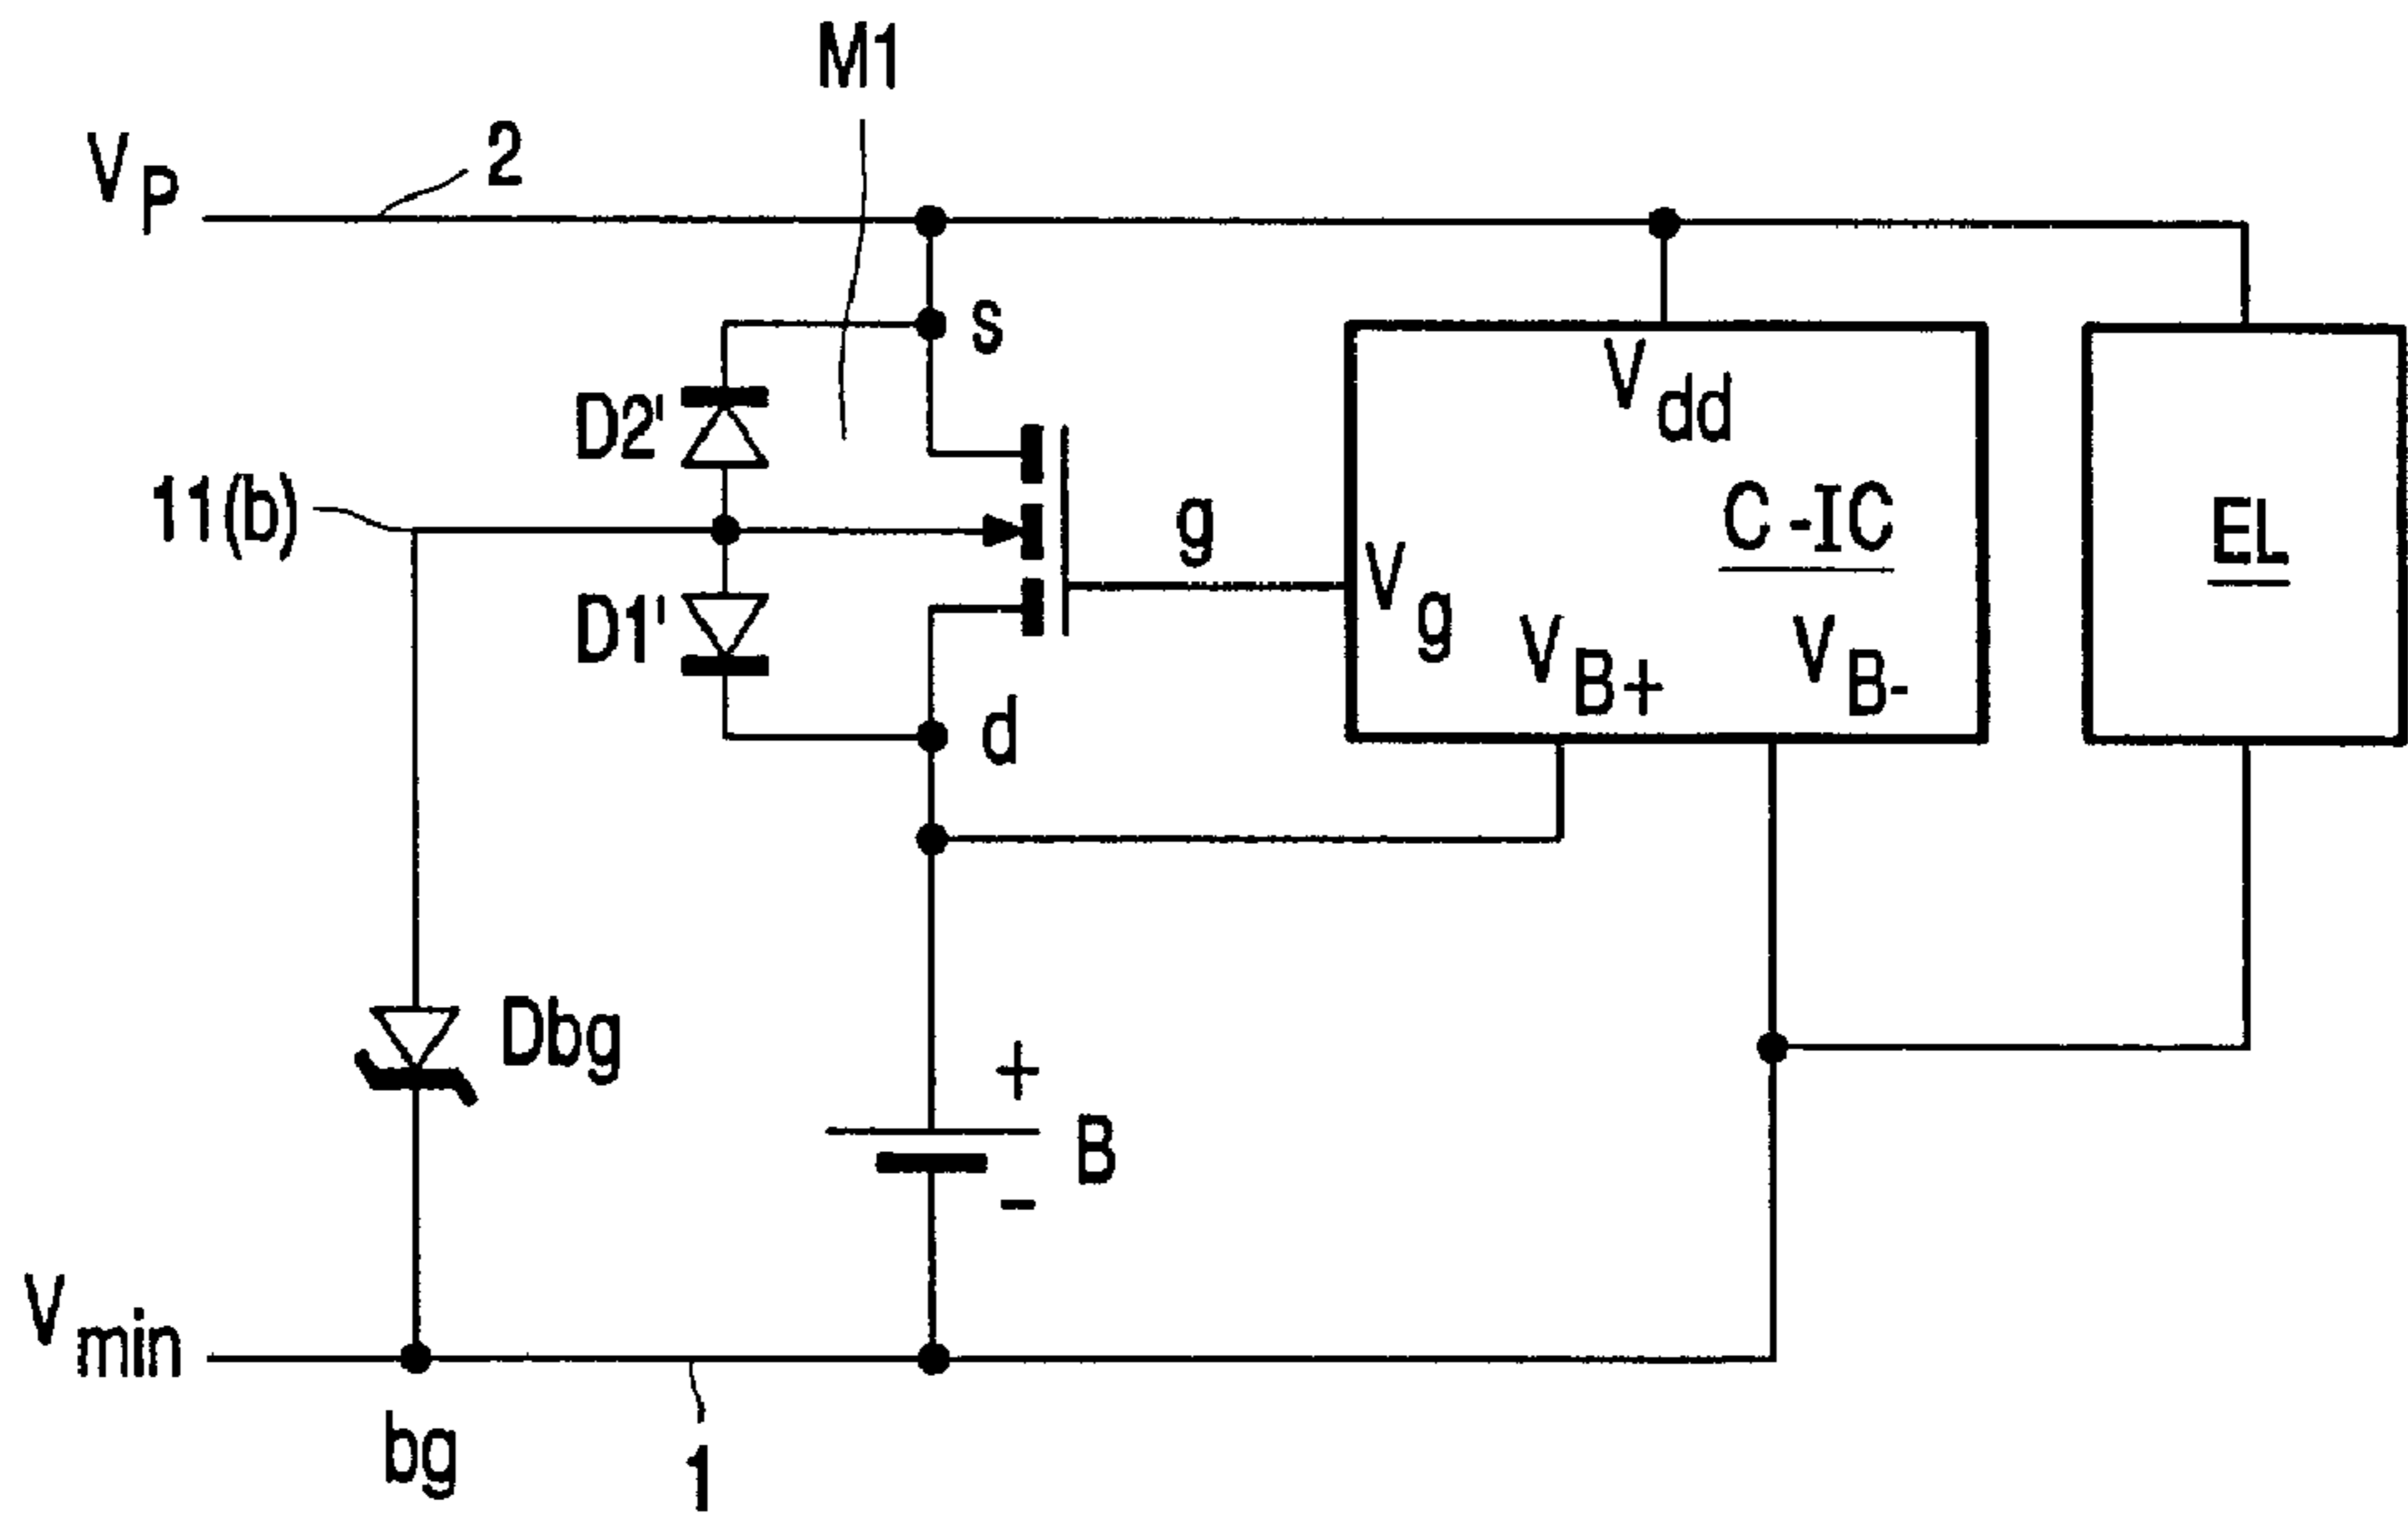 M1
VP
2
s
D2'
Vdd
11(b)
g
C-IC
EL
Vg
D1'
VB+
VB-
d
Dbg
+
B
-
Vmin
bg
1